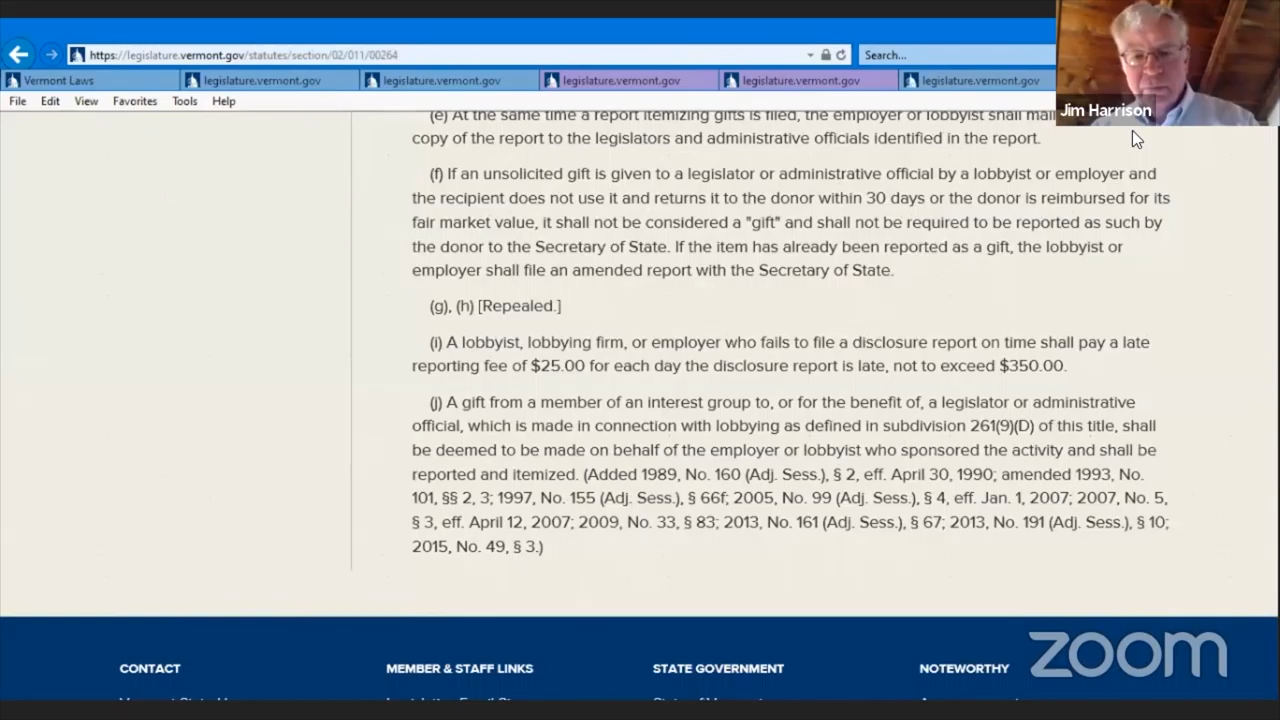 https://legislature.vermont.gov/statutes/section/02/011/00264
Search...
Vermont Laws
legislature.vermont.gov
legislature.vermont.gov
legislature.vermont.gov
legislature.vermont.gov
legislature.vermont.gov
File Edit View Favorites Tools Help
Jim Harrison
(e) At the same time a report itemizing gifts is filed, the employer or lobbyist shall mail
copy of the report to the legislators and administrative officials identified in the report.
(f) If an unsolicited gift is given to a legislator or administrative official by a lobbyist or employer and
the recipient does not use it and returns it to the donor within 30 days or the donor is reimbursed for its
fair market value, it shall not be considered a "gift" and shall not be required to be reported as such by
the donor to the Secretary of State. If the item has already been reported as a gift, the lobbyist or
employer shall file an amended report with the Secretary of State.
(g), (h) [Repealed.]
(i) A lobbyist, lobbying firm, or employer who fails to file a disclosure report on time shall pay a late
reporting fee of $25.00 for each day the disclosure report is late, not to exceed $350.00.
(j) A gift from a member of an interest group to, or for the benefit of, a legislator or administrative
official, which is made in connection with lobbying as defined in subdivision 261(9)(D) of this title, shall
be deemed to be made on behalf of the employer or lobbyist who sponsored the activity and shall be
reported and itemized. (Added 1989, No. 160 (Adj. Sess.), § 2, eff. April 30, 1990; amended 1993, No.
101, §§ 2, 3; 1997, No. 155 (Adj. Sess.), § 66f; 2005, No. 99 (Adj. Sess.), § 4, eff. Jan. 1, 2007; 2007, No. 5,
§ 3, eff. April 12, 2007; 2009, No. 33, § 83; 2013, No. 161 (Adj. Sess.), § 67; 2013, No. 191 (Adj. Sess.), § 10;
2015, No. 49, § 3.)
CONTACT
MEMBER & STAFF LINKS
STATE GOVERNMENT
NOTEWORTHY
zoom